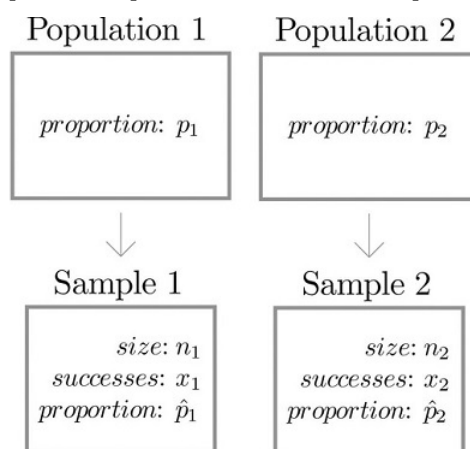 Population 1
Population 2
proportion: p₁
proportion: p₂
Sample 1
Sample 2
size: n₁
successes: x₁
proportion: p̂₁
size: n₂
successes: x₂
proportion: p̂₂